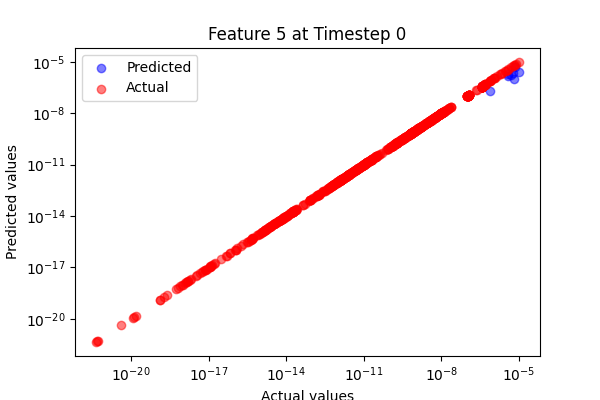 Feature 5 at Timestep 0
Predicted
Actual
Predicted values
10⁻⁵
10⁻⁸
10⁻¹¹
10⁻¹⁴
10⁻¹⁷
10⁻²⁰
10⁻²⁰ 10⁻¹⁷ 10⁻¹⁴ 10⁻¹¹ 10⁻⁸ 10⁻⁵
Actual values